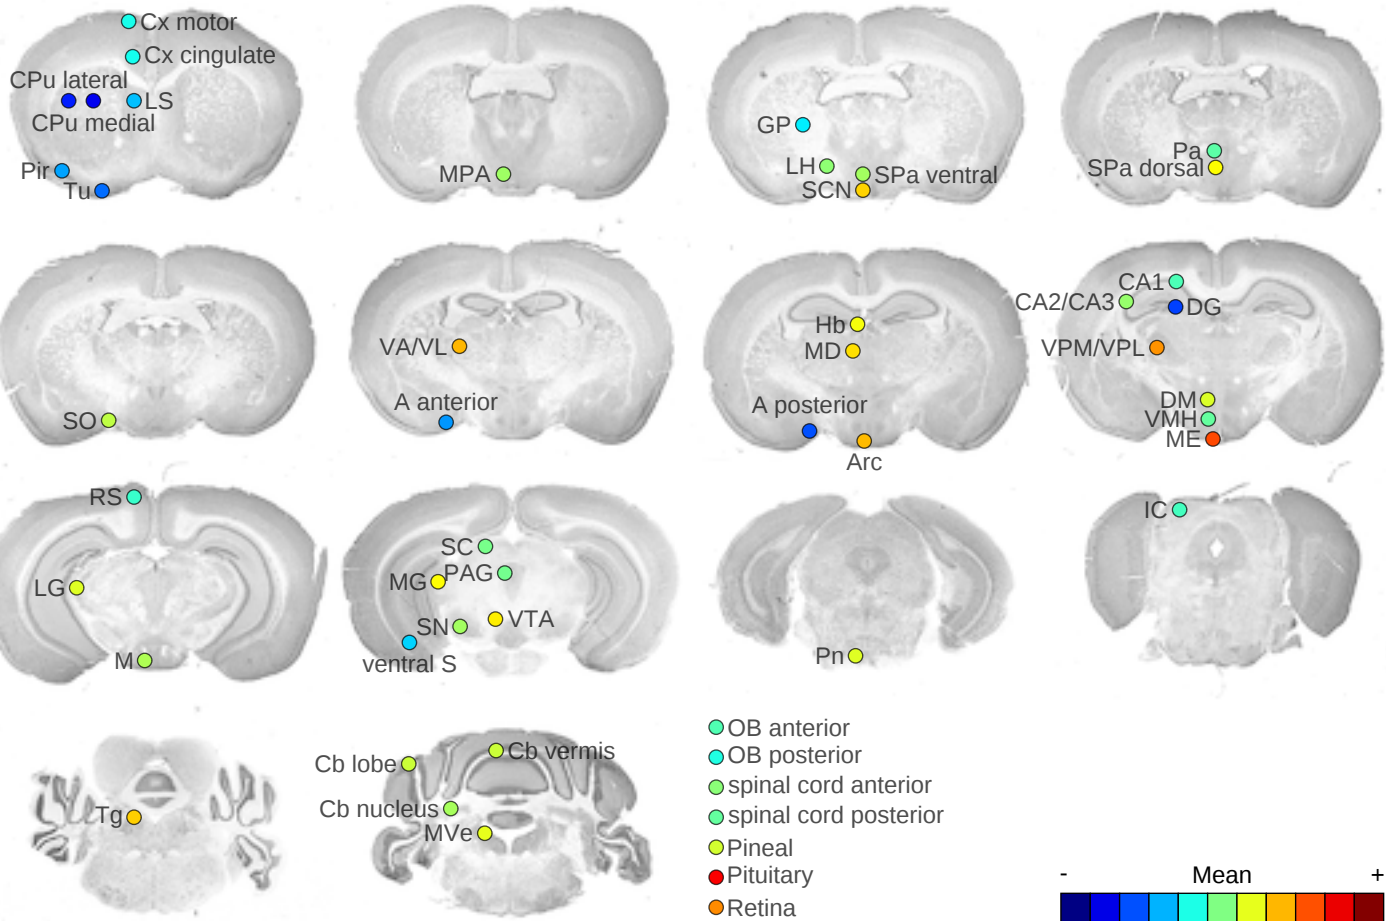 Cx motor
Cx cingulate
CPu lateral
LS
CPu medial
Pir
Tu
MPA
GP
LH
SPa ventral
SCN
Pa
SPa dorsal
SO
VA/VL
A anterior
Hb
MD
A posterior
Arc
CA1
CA2/CA3
DG
VPM/VPL
DM
VMH
ME
RS
LG
M
SC
PAG
MG
VTA
SN
ventral S
Pn
IC
Tg
Cb vermis
Cb lobe
Cb nucleus
MVe
OB anterior
OB posterior
spinal cord anterior
spinal cord posterior
Pineal
Pituitary
Retina
- Mean +